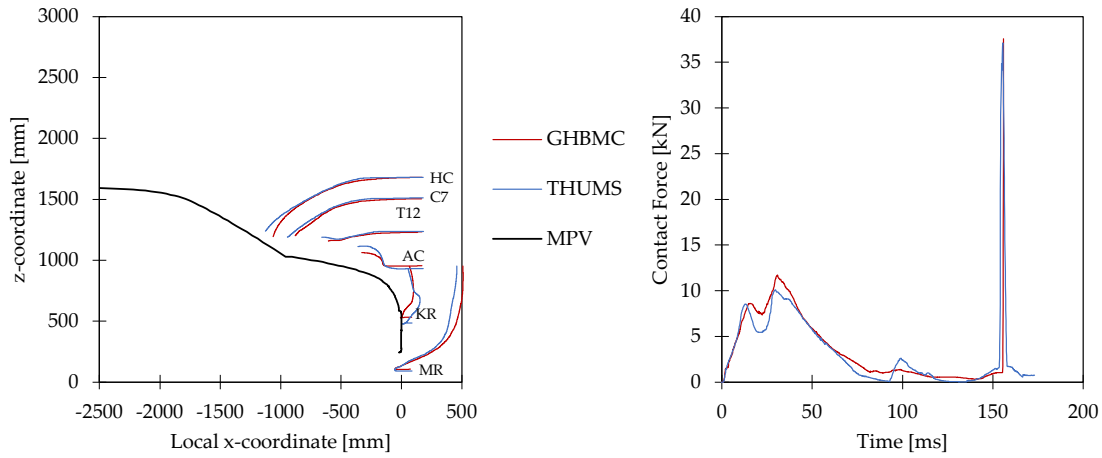 3000
2500
2000
1500
1000
500
0
-2500
-2000
-1500
-1000
-500
0
500
z-coordinate [mm]
Local x-coordinate [mm]
HC
C7
T12
AC
KR
MR
GHBMC
THUMS
MPV
40
35
30
25
20
15
10
5
0
0
50
100
150
200
Contact Force [kN]
Time [ms]